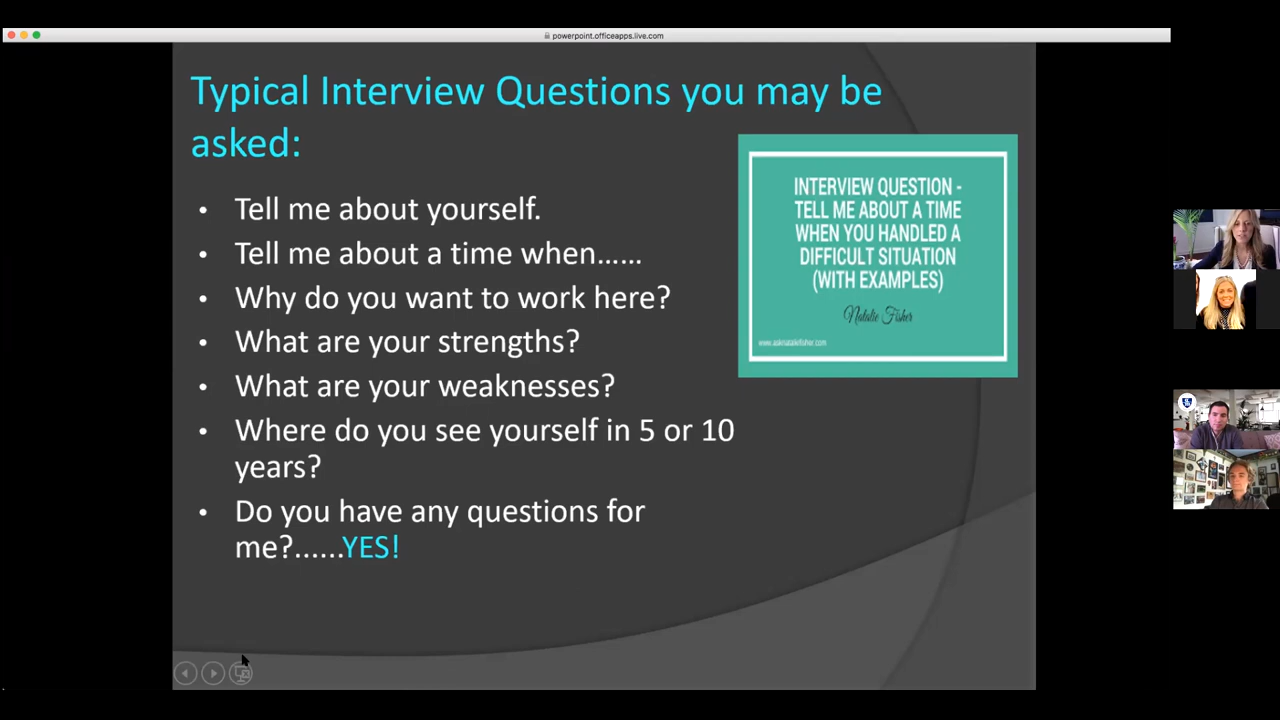 powerpoint.officeapps.live.com
Typical Interview Questions you may be
asked:
• Tell me about yourself.
• Tell me about a time when……
• Why do you want to work here?
• What are your strengths?
• What are your weaknesses?
• Where do you see yourself in 5 or 10
years?
• Do you have any questions for
me?......YES!
INTERVIEW QUESTION -
TELL ME ABOUT A TIME
WHEN YOU HANDLED A
DIFFICULT SITUATION
(WITH EXAMPLES)
Natalie Fisher
www.asknataliefisher.com